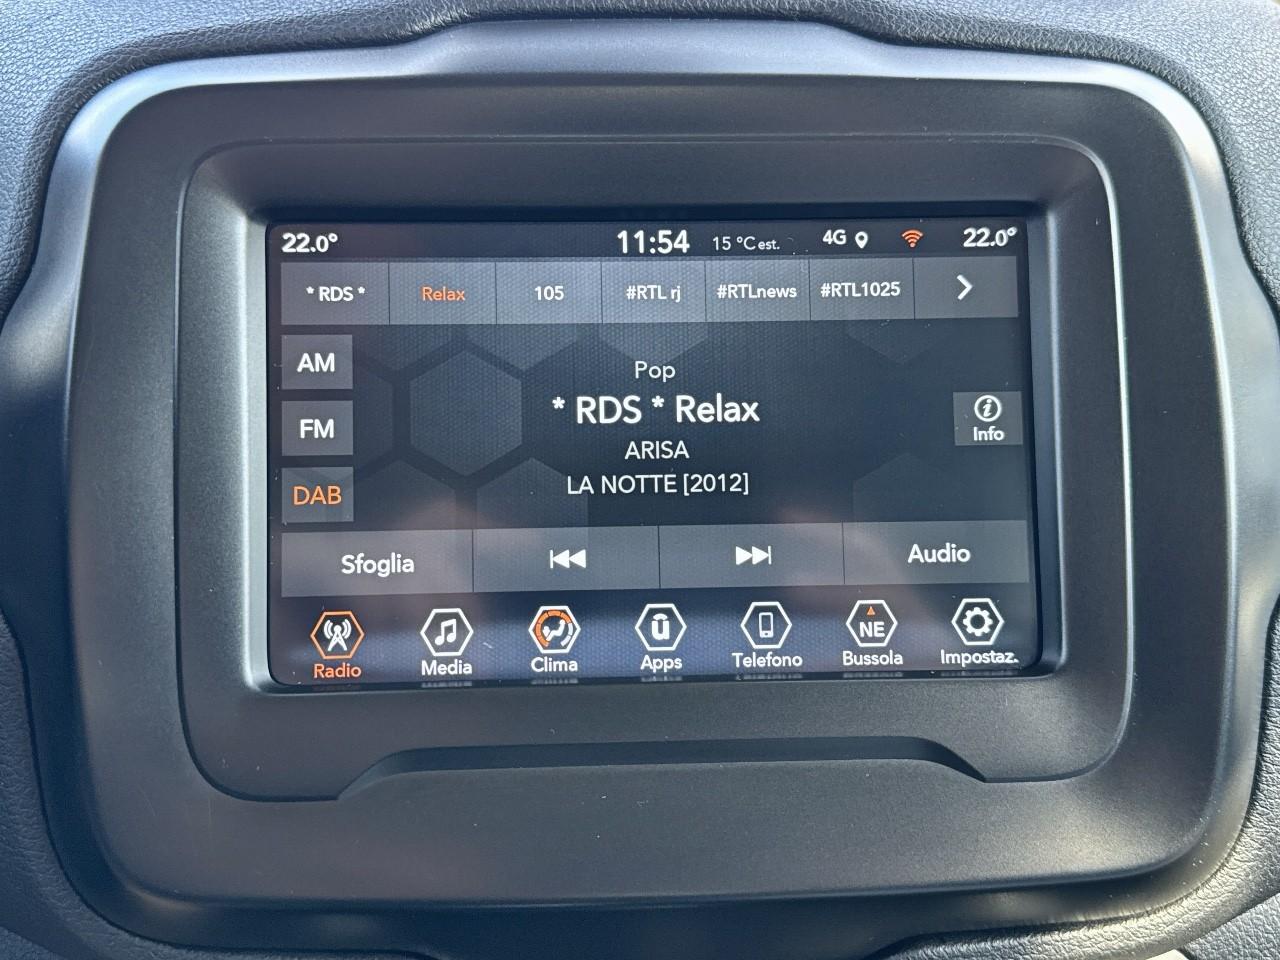 22.0° 11:54 15 °C est. 4G 22.0°
* RDS * Relax 105 #RTL rj #RTLnews #RTL1025
AM
FM
DAB
Pop
* RDS * Relax
ARISA
LA NOTTE [2012]
Info
Sfoglia Audio
NE
Radio Media Clima Apps Telefono Bussola Impostaz.